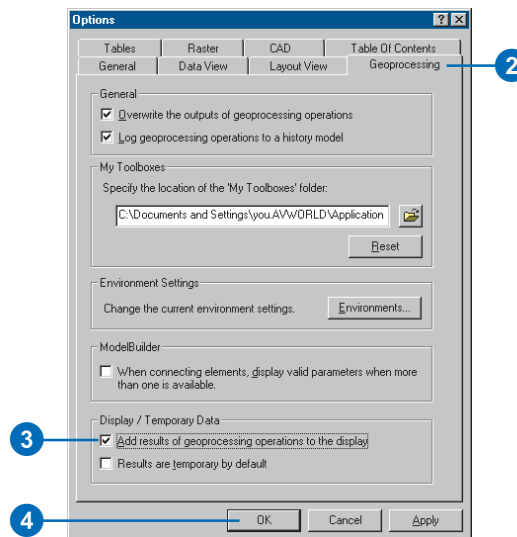 Options
Tables Raster CAD Table Of Contents
General Data View Layout View Geoprocessing
2
General
Overwrite the outputs of geoprocessing operations
Log geoprocessing operations to a history model
My Toolboxes
Specify the location of the 'My Toolboxes' folder:
C:\Documents and Settings\you.AVWORLD\Application
Reset
Environment Settings
Change the current environment settings. Environments...
ModelBuilder
When connecting elements, display valid parameters when more
than one is available.
Display / Temporary Data
3 Add results of geoprocessing operations to the display
Results are temporary by default
4 OK Cancel Apply